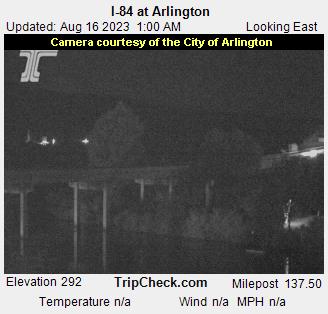 I-84 at Arlington
Updated: Aug 16 2023 1:00 AM Looking East
Camera courtesy of the City of Arlington
Elevation 292 TripCheck.com Milepost 137.50
Temperature n/a Wind n/a MPH n/a